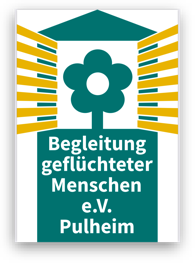 Begleitung
geflüchteter
Menschen
e.V.
Pulheim